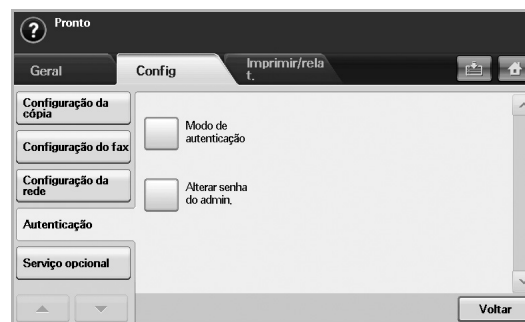 Pronto
Geral
Config
Imprimir/rela
t.
Configuração da
cópia
Configuração do fax
Configuração da
rede
Autenticação
Serviço opcional
Modo de
autenticação
Alterar senha
do admin.
Voltar